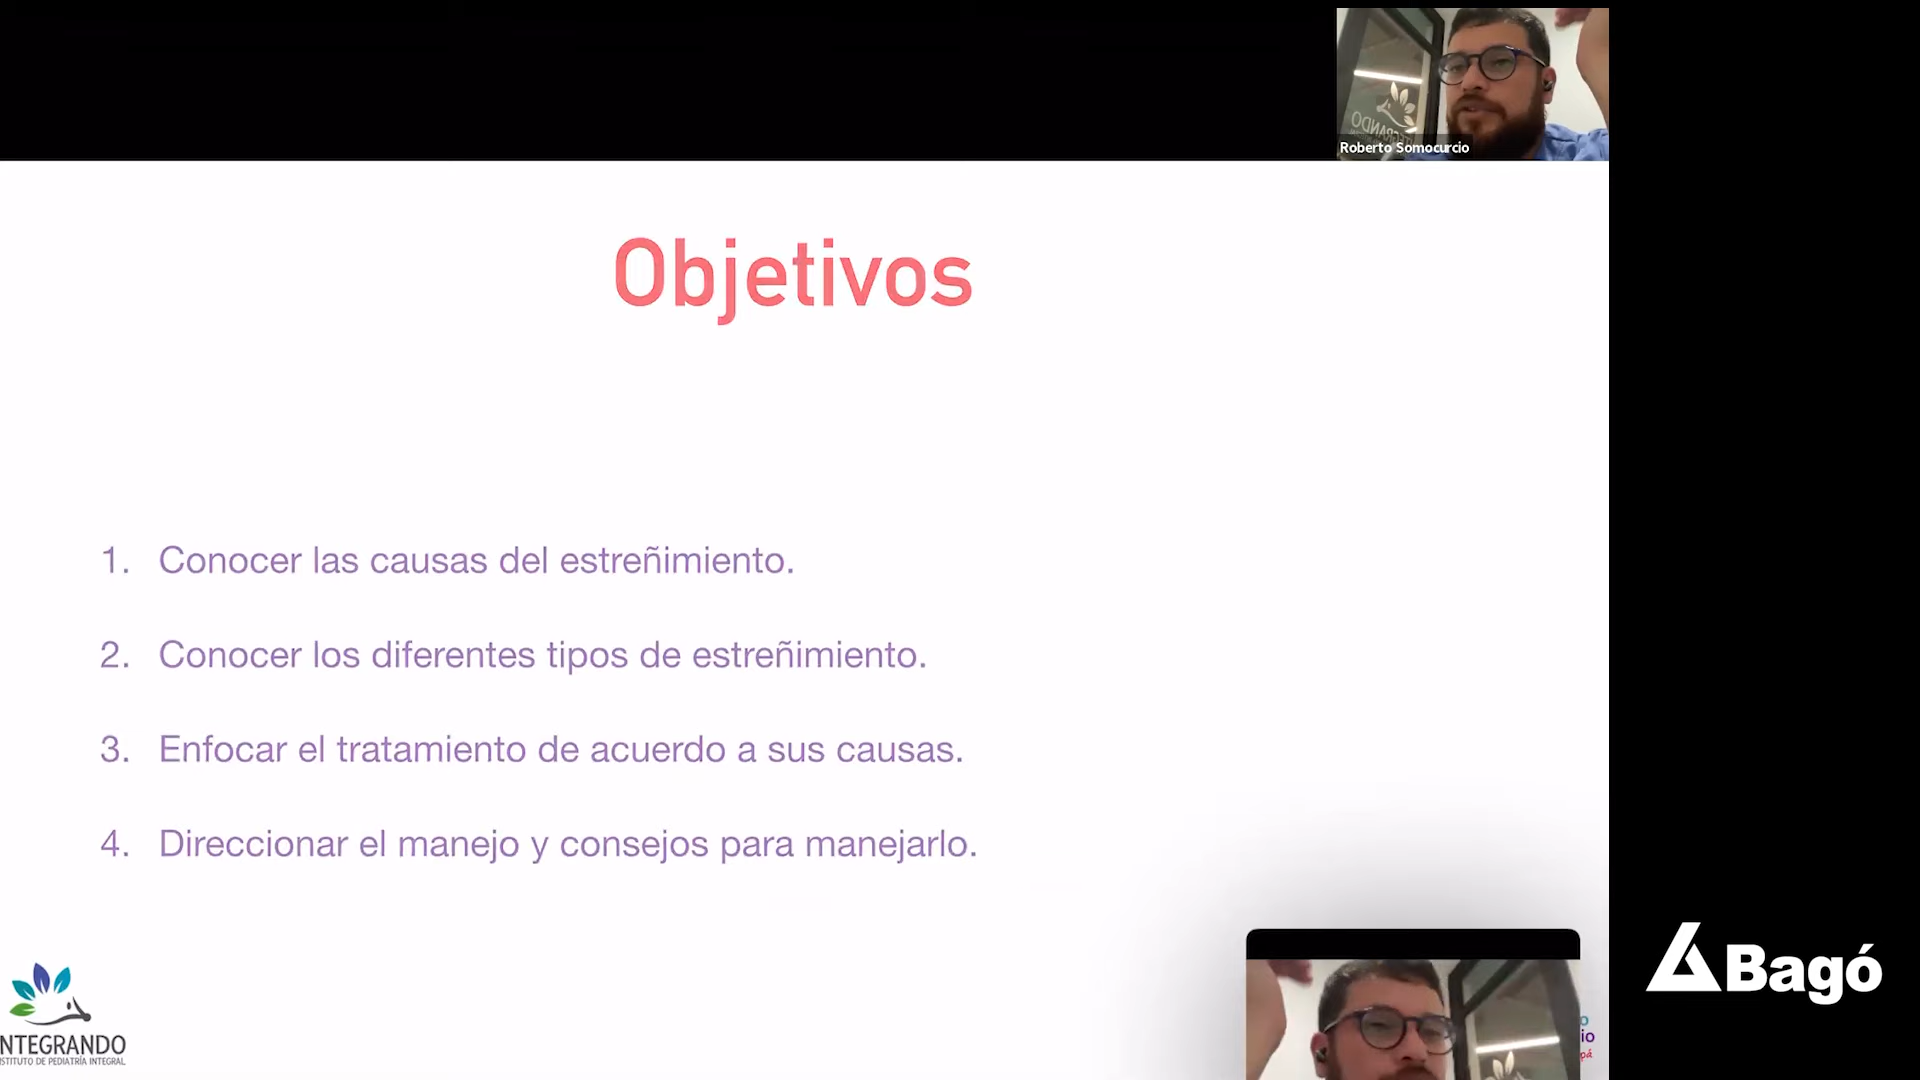 Roberto Somocurcio
Objetivos
1. Conocer las causas del estreñimiento.
2. Conocer los diferentes tipos de estreñimiento.
3. Enfocar el tratamiento de acuerdo a sus causas.
4. Direccionar el manejo y consejos para manejarlo.
NTEGRANDO
NSTITUTO DE PEDIATRÍA INTEGRAL
Bagó